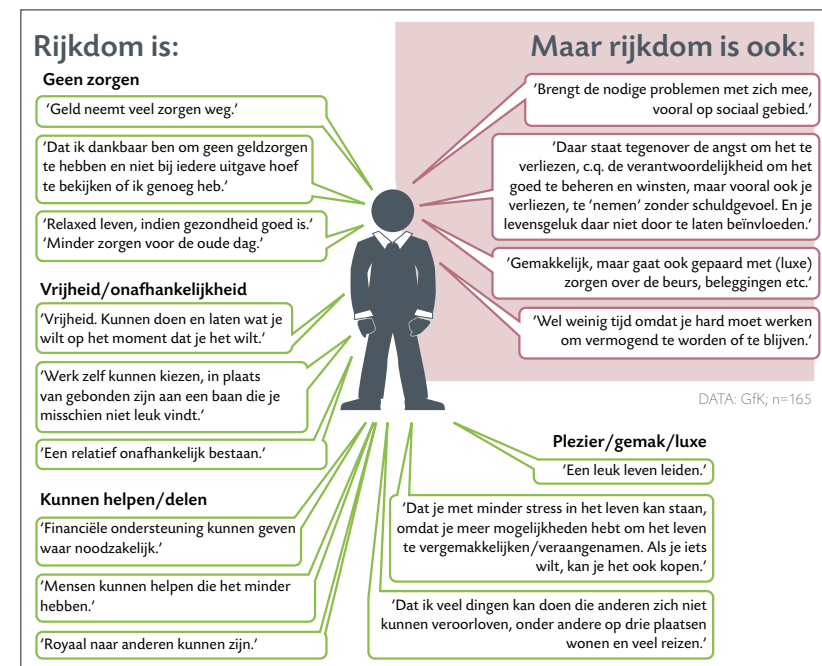 Rijkdom is:
Geen zorgen
'Geld neemt veel zorgen weg.'
'Dat ik dankbaar ben om geen geldzorgen
te hebben en niet bij iedere uitgave hoef
te bekijken of ik genoeg heb.'
'Relaxed leven, indien gezondheid goed is.'
'Minder zorgen voor de oude dag.'
Vrijheid/onafhankelijkheid
'Vrijheid. Kunnen doen en laten wat je
wilt op het moment dat je het wilt.'
'Werk zelf kunnen kiezen, in plaats
van gebonden zijn aan een baan die je
misschien niet leuk vindt.'
'Een relatief onafhankelijk bestaan.'
Kunnen helpen/delen
'Financiële ondersteuning kunnen geven
waar noodzakelijk.'
'Mensen kunnen helpen die het minder
hebben.'
'Royaal naar anderen kunnen zijn.'
Maar rijkdom is ook:
'Brengt de nodige problemen met zich mee,
vooral op sociaal gebied.'
'Daar staat tegenover de angst om het te
verliezen, c.q. de verantwoordelijkheid om het
goed te beheren en winsten, maar vooral ook je
verliezen, te 'nemen' zonder schuldgevoel. En je
levensgeluk daar niet door te laten beïnvloeden.'
'Gemakkelijk, maar gaat ook gepaard met (luxe)
zorgen over de beurs, beleggingen etc.'
'Wel weinig tijd omdat je hard moet werken
om vermogend te worden of te blijven.'
DATA: GfK; n=165
Plezier/gemak/luxe
'Een leuk leven leiden.'
'Dat je met minder stress in het leven kan staan,
omdat je meer mogelijkheden hebt om het leven
te vergemakkelijken/veraangenamen. Als je iets
wilt, kan je het ook kopen.'
'Dat ik veel dingen kan doen die anderen zich niet
kunnen veroorloven, onder andere op drie plaatsen
wonen en veel reizen.'